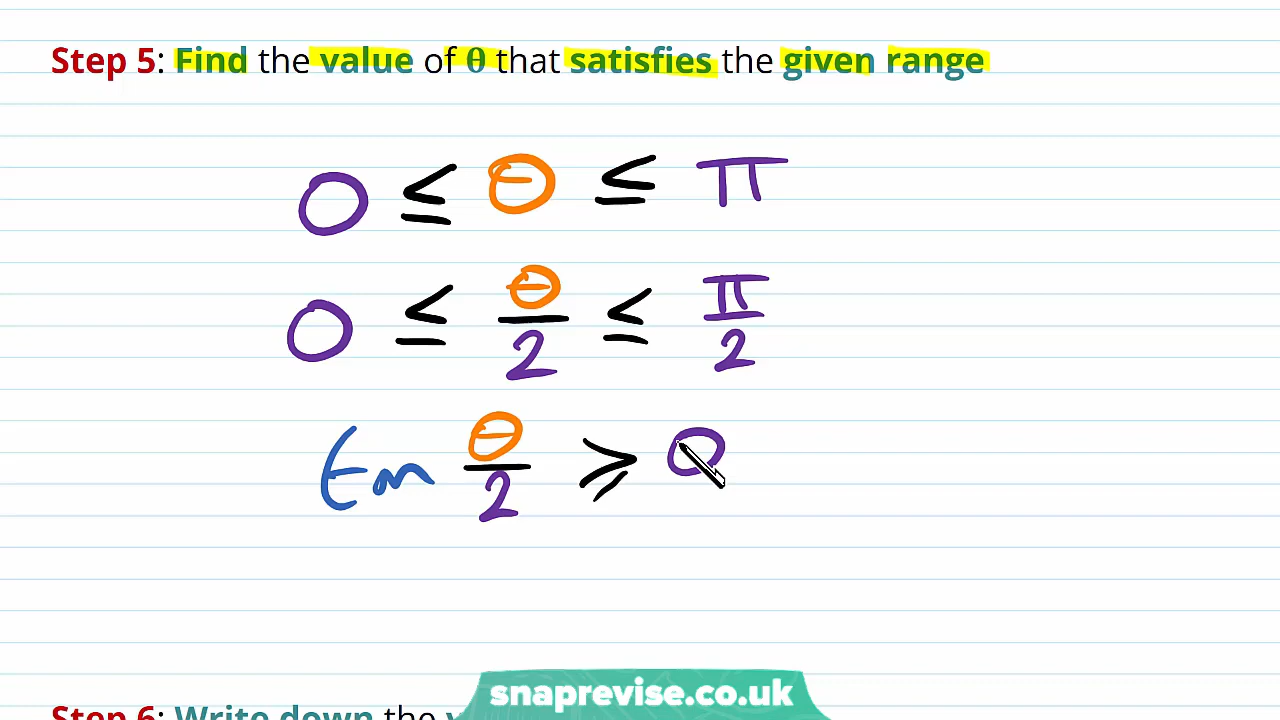 Step 5: Find the value of θ that satisfies the given range
0 ≤ θ ≤ π
0 ≤ θ/2 ≤ π/2
tan θ/2 ≥ 0
snaprevise.co.uk
Step 6: Write down the